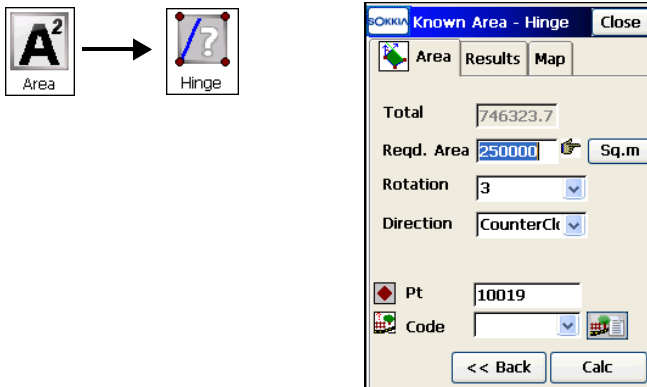 A2
Area
?
Hinge
SOKKIA Known Area - Hinge Close
Area Results Map
Total 746323.7
Reqd. Area 250000 Sq.m
Rotation 3
Direction CounterClc
Pt 10019
Code
<< Back Calc